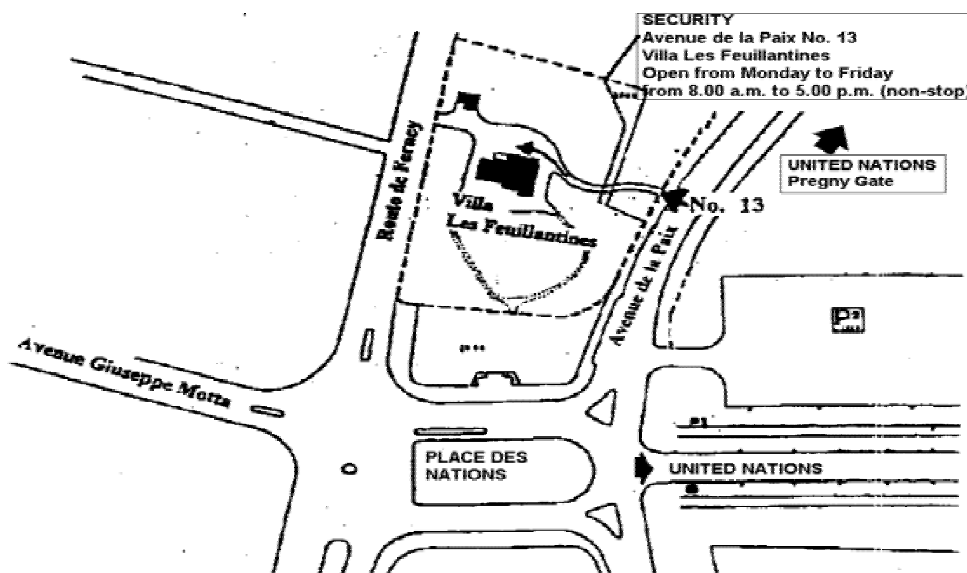 SECURITY
Avenue de la Paix No. 13
Villa Les Feuillantines
Open from Monday to Friday
from 8.00 a.m. to 5.00 p.m. (non-stop)
UNITED NATIONS
Pregny Gate
No. 13
Route de Ferney
Villa
Les Feuillantines
Avenue de la Paix
Avenue Giuseppe Motta
PLACE DES
NATIONS
UNITED NATIONS